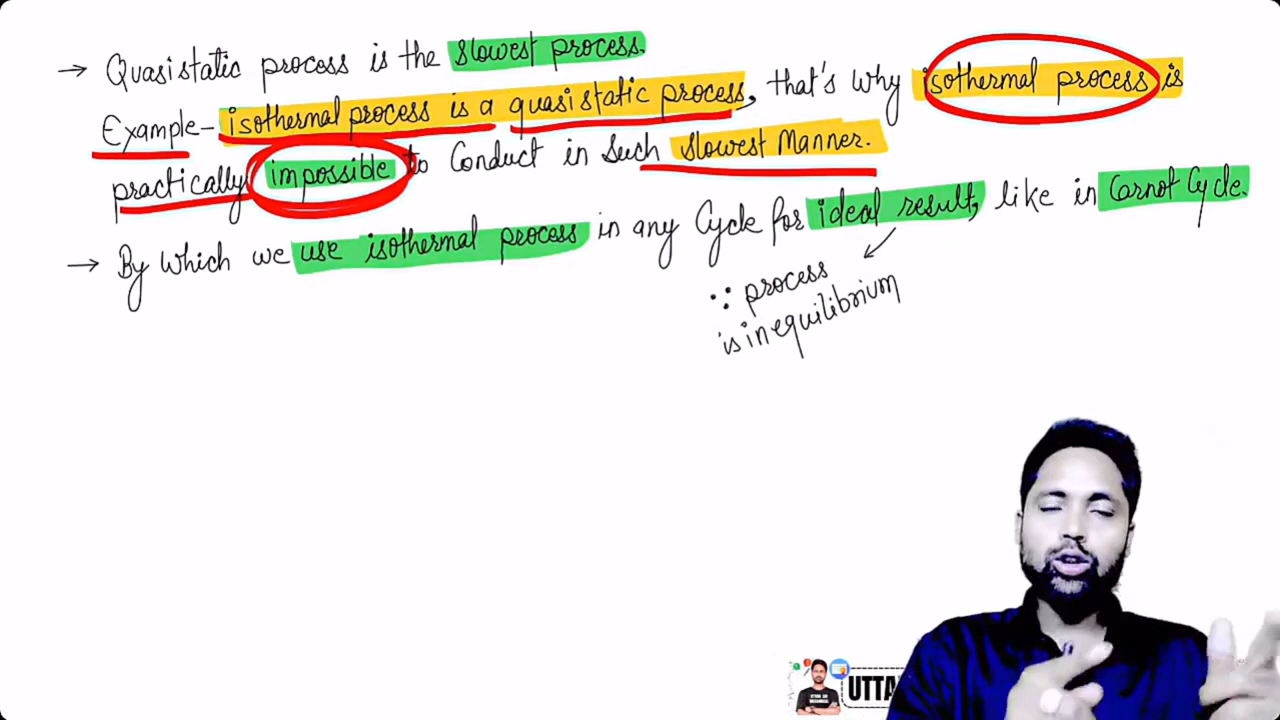 → Quasistatic process is the slowest process.
Example- isothermal process is a quasistatic process, that's why isothermal process is
practically impossible to Conduct in such slowest Manner.
→ By which we use isothermal process in any Cycle for ideal result, like in Carnot Cycle.
∵ process
is in equilibrium
UTTA